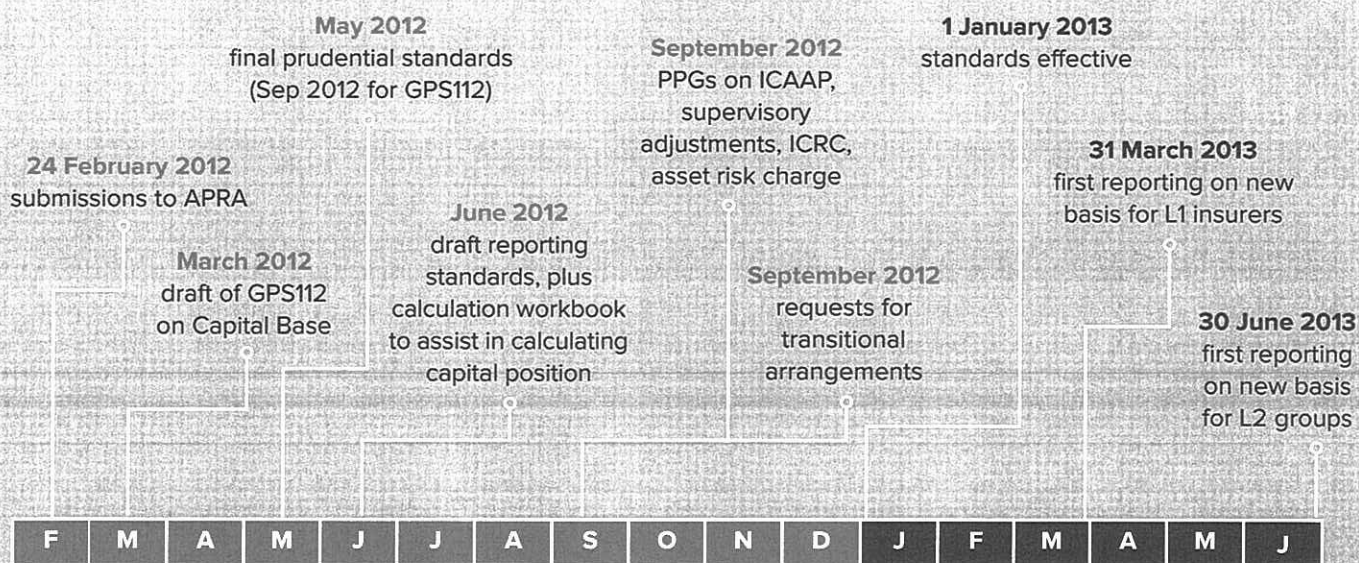 24 February 2012
submissions to APRA
March 2012
draft of GPS112
on Capital Base
May 2012
final prudential standards
(Sep 2012 for GPS112)
June 2012
draft reporting
standards, plus
calculation workbook
to assist in calculating
capital position
September 2012
PPGs on ICAAP,
supervisory
adjustments, ICRC,
asset risk charge
September 2012
requests for
transitional
arrangements
1 January 2013
standards effective
31 March 2013
first reporting on new
basis for L1 insurers
30 June 2013
first reporting
on new basis
for L2 groups
F M A M J J A S O N D J F M A M J